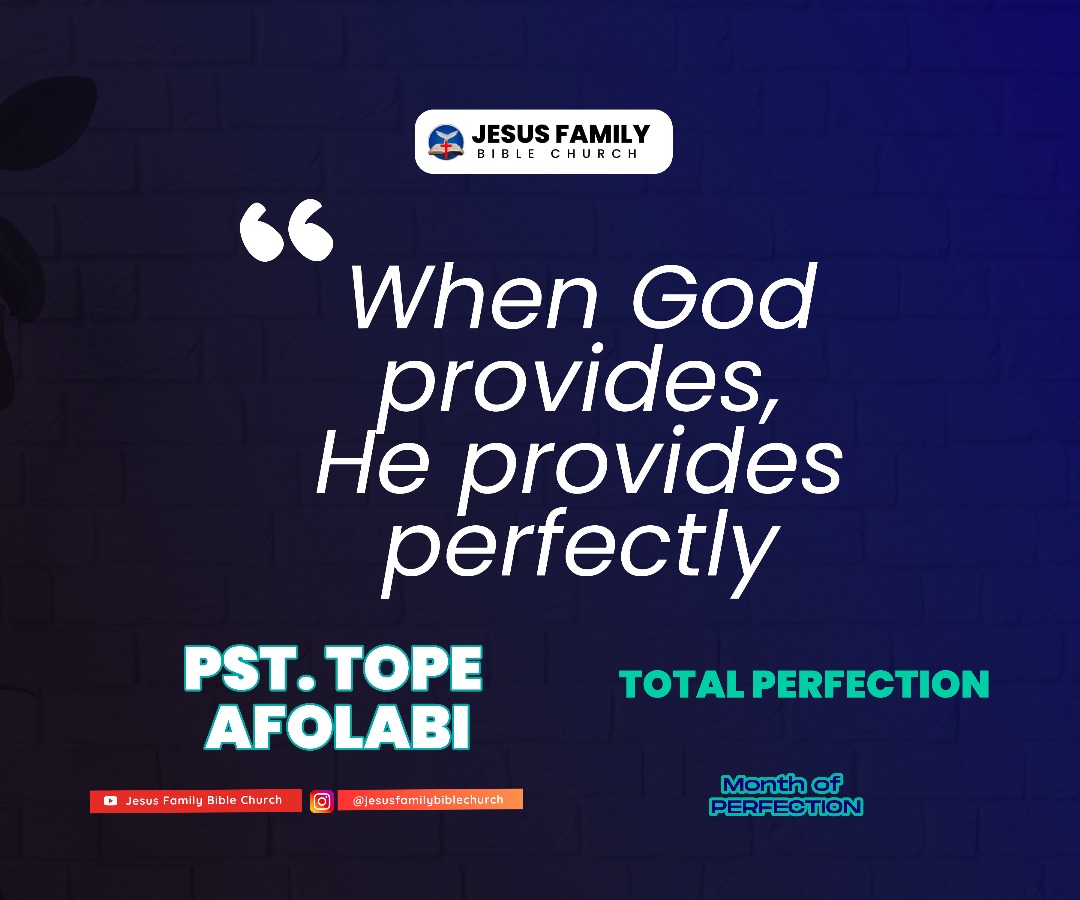 JESUS FAMILY
BIBLE CHURCH
“When God
provides,
He provides
perfectly
PST. TOPE
AFOLABI
TOTAL PERFECTION
Jesus Family Bible Church
@jesusfamilybiblechurch
Month of
PERFECTION